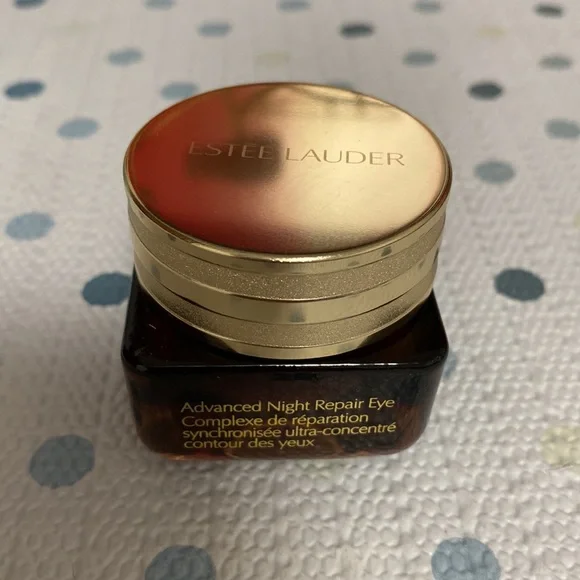 ESTEE LAUDER
Advanced Night Repair Eye
Complexe de réparation
synchronisée ultra-concentré
contour des yeux